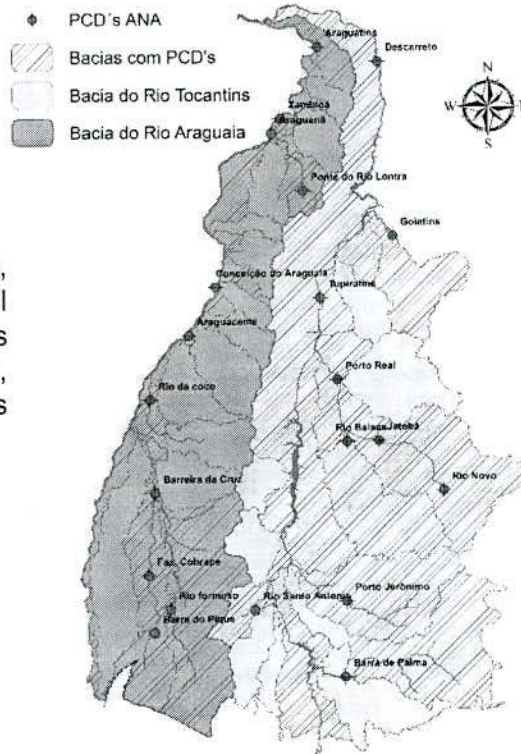 PCD´s ANA
Bacias com PCD's
Bacia do Rio Tocantins
Bacia do Rio Araguaia
N
W
S
Araguatins
Descarreto
Xambioá
Araguanã
Ponte do Rio Lontra
Goiatins
Conceição do Araguaia
Tupiratins
Araguacema
Porto Real
Rio do coco
Rio Balsas
Jatobá
Rio Novo
Barreira da Cruz
Faz. Cobrape
Rio formoso
Rio Santo Antonio
Porto Jerônimo
Barra do Pique
Barra de Palma
,
l
s
,
s